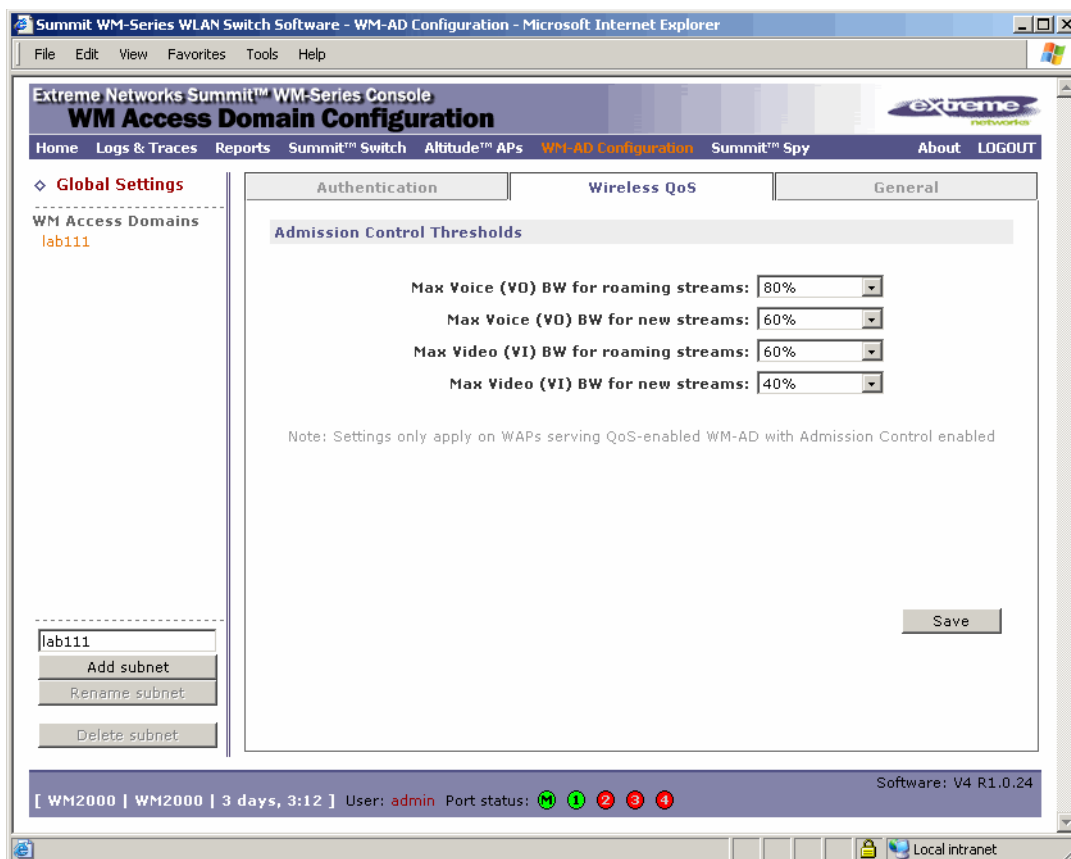 Summit WM-Series WLAN Switch Software - WM-AD Configuration - Microsoft Internet Explorer
File Edit View Favorites Tools Help
Extreme Networks Summit™ WM-Series Console
WM Access Domain Configuration
extreme networks
Home Logs & Traces Reports Summit™ Switch Altitude™ APs WM-AD Configuration Summit™ Spy About LOGOUT
Global Settings
WM Access Domains
lab111
Authentication Wireless QoS General
Admission Control Thresholds
Max Voice (VO) BW for roaming streams: 80%
Max Voice (VO) BW for new streams: 60%
Max Video (VI) BW for roaming streams: 60%
Max Video (VI) BW for new streams: 40%
Note: Settings only apply on WAPs serving QoS-enabled WM-AD with Admission Control enabled
Save
lab111
Add subnet
Rename subnet
Delete subnet
Software: V4 R1.0.24
[ WM2000 | WM2000 | 3 days, 3:12 ] User: admin Port status: M 1 2 3 4
Local intranet